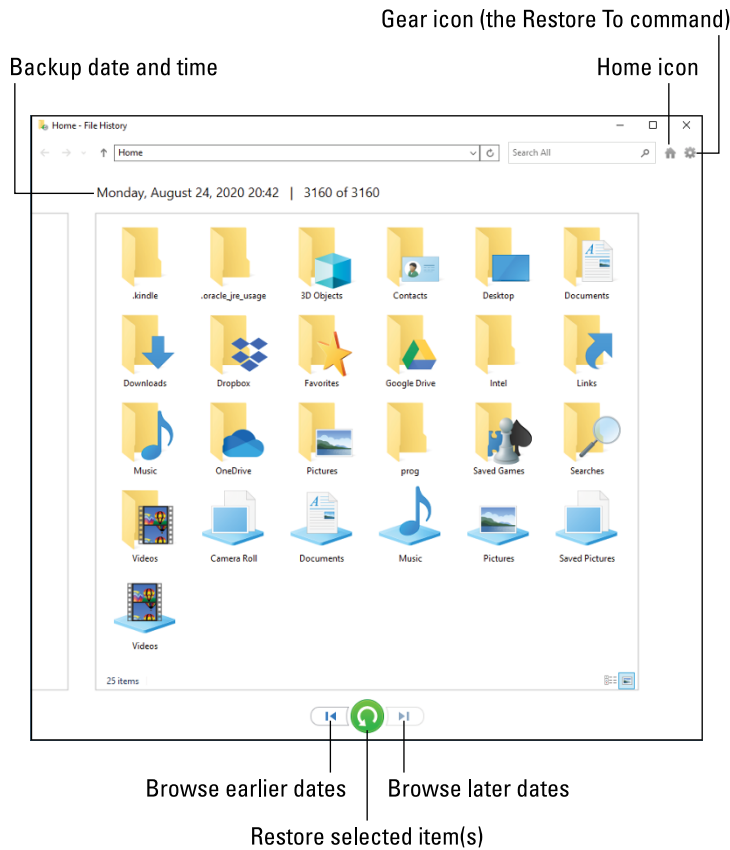 Gear icon (the Restore To command)
Backup date and time
Home icon
Home - File History
Home
Search All
Monday, August 24, 2020 20:42 | 3160 of 3160
.kindle
.oracle_jre_usage
3D Objects
Contacts
Desktop
Documents
Downloads
Dropbox
Favorites
Google Drive
Intel
Links
Music
OneDrive
Pictures
prog
Saved Games
Searches
Videos
Camera Roll
Documents
Music
Pictures
Saved Pictures
Videos
25 items
Browse earlier dates
Browse later dates
Restore selected item(s)